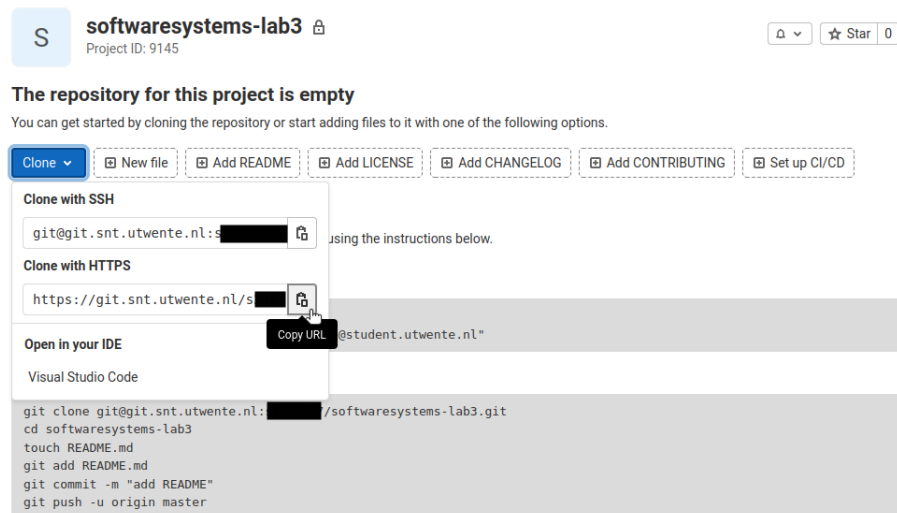 S
softwaresystems-lab3
Project ID: 9145
Star 0
The repository for this project is empty
You can get started by cloning the repository or start adding files to it with one of the following options.
Clone New file Add README Add LICENSE Add CHANGELOG Add CONTRIBUTING Set up CI/CD
Clone with SSH
git@git.snt.utwente.nl:s
using the instructions below.
Clone with HTTPS
https://git.snt.utwente.nl/s
Copy URL
@student.utwente.nl"
Open in your IDE
Visual Studio Code
git clone git@git.snt.utwente.nl: /softwaresystems-lab3.git
cd softwaresystems-lab3
touch README.md
git add README.md
git commit -m "add README"
git push -u origin master